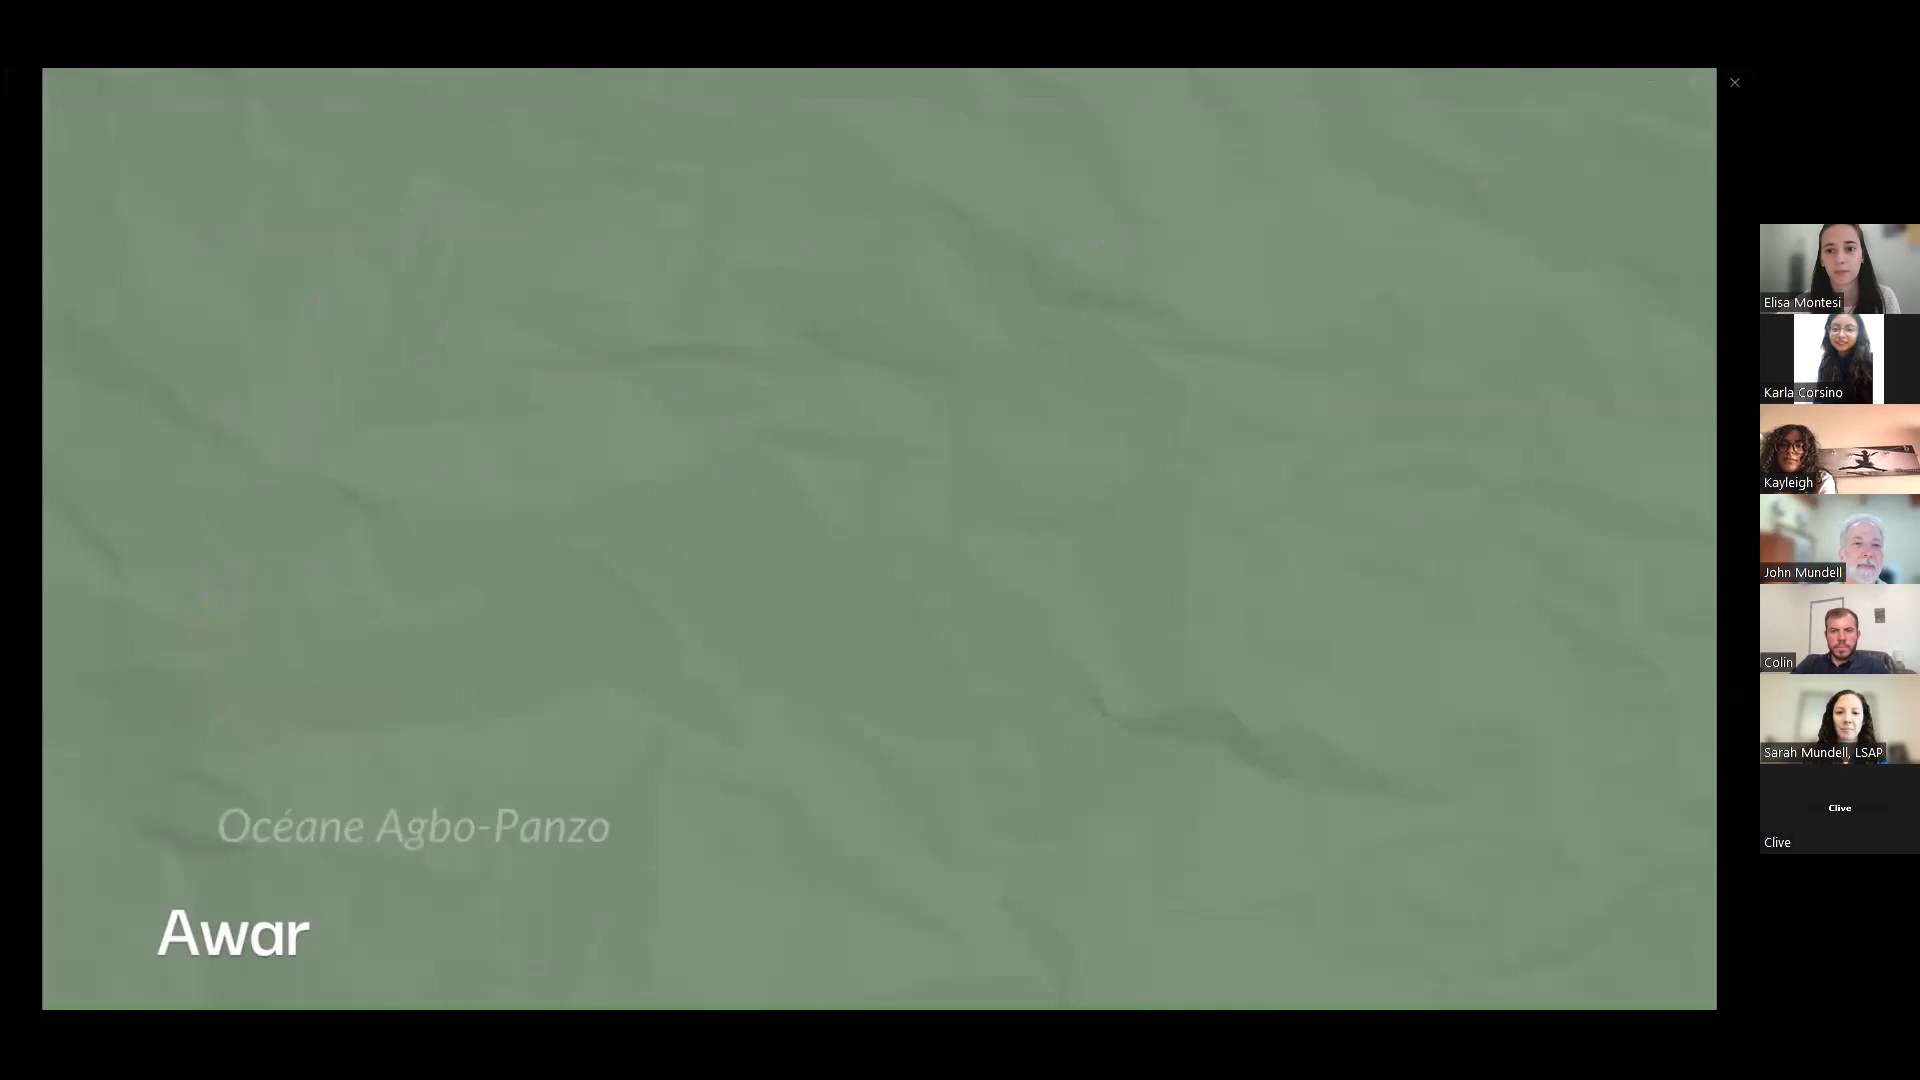 Océane Agbo-Panzo
Awar
Elisa Montesi
Karla Corsino
Kayleigh
John Mundell
Colin
Sarah Mundell, LSAP
Clive
Clive